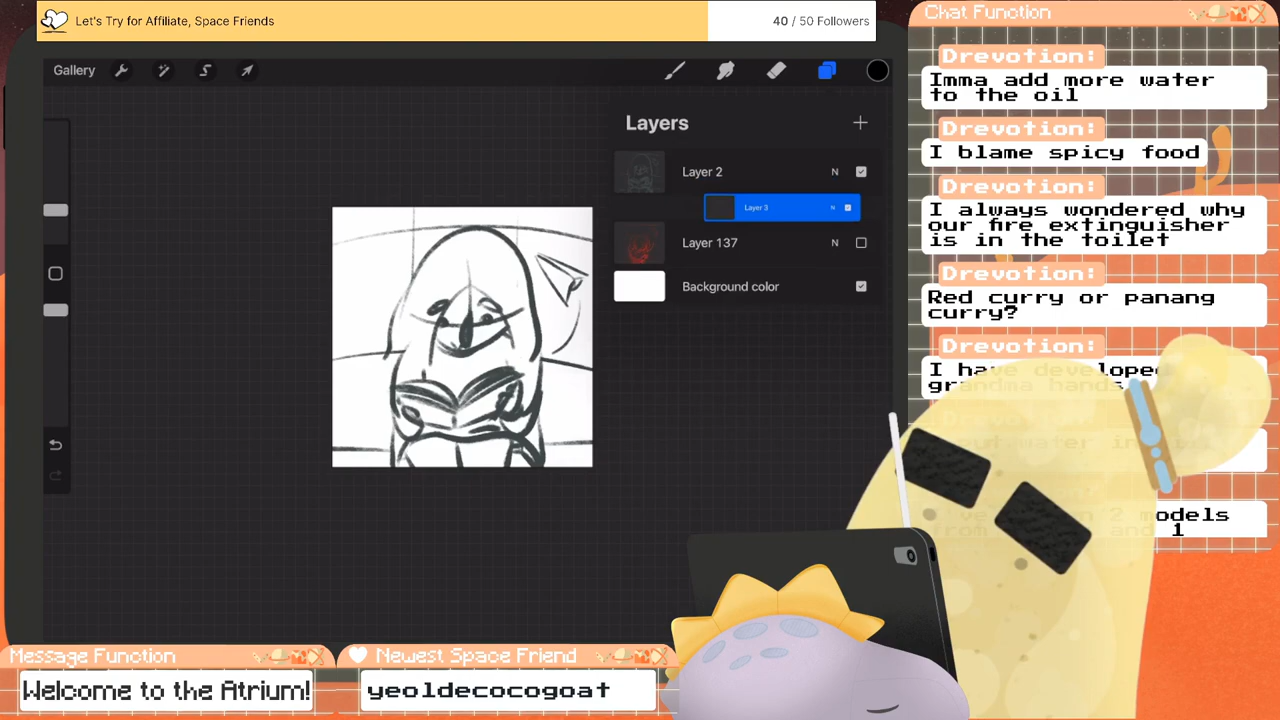 Let's Try for Affiliate, Space Friends
40 / 50 Followers
Gallery
Layers
Layer 2
N
Layer 3
N
Layer 137
N
Background color
Chat Function
Drevotion:
Imma add more water
to the oil
Drevotion:
I blame spicy food
Drevotion:
I always wondered why
our fire extinguisher
is in the toilet
Drevotion:
Red curry or panang
curry?
Drevotion:
I have developed
grandma hands
models
1
Message Function
Welcome to the Atrium!
Newest Space Friend
yeoldecocogoat